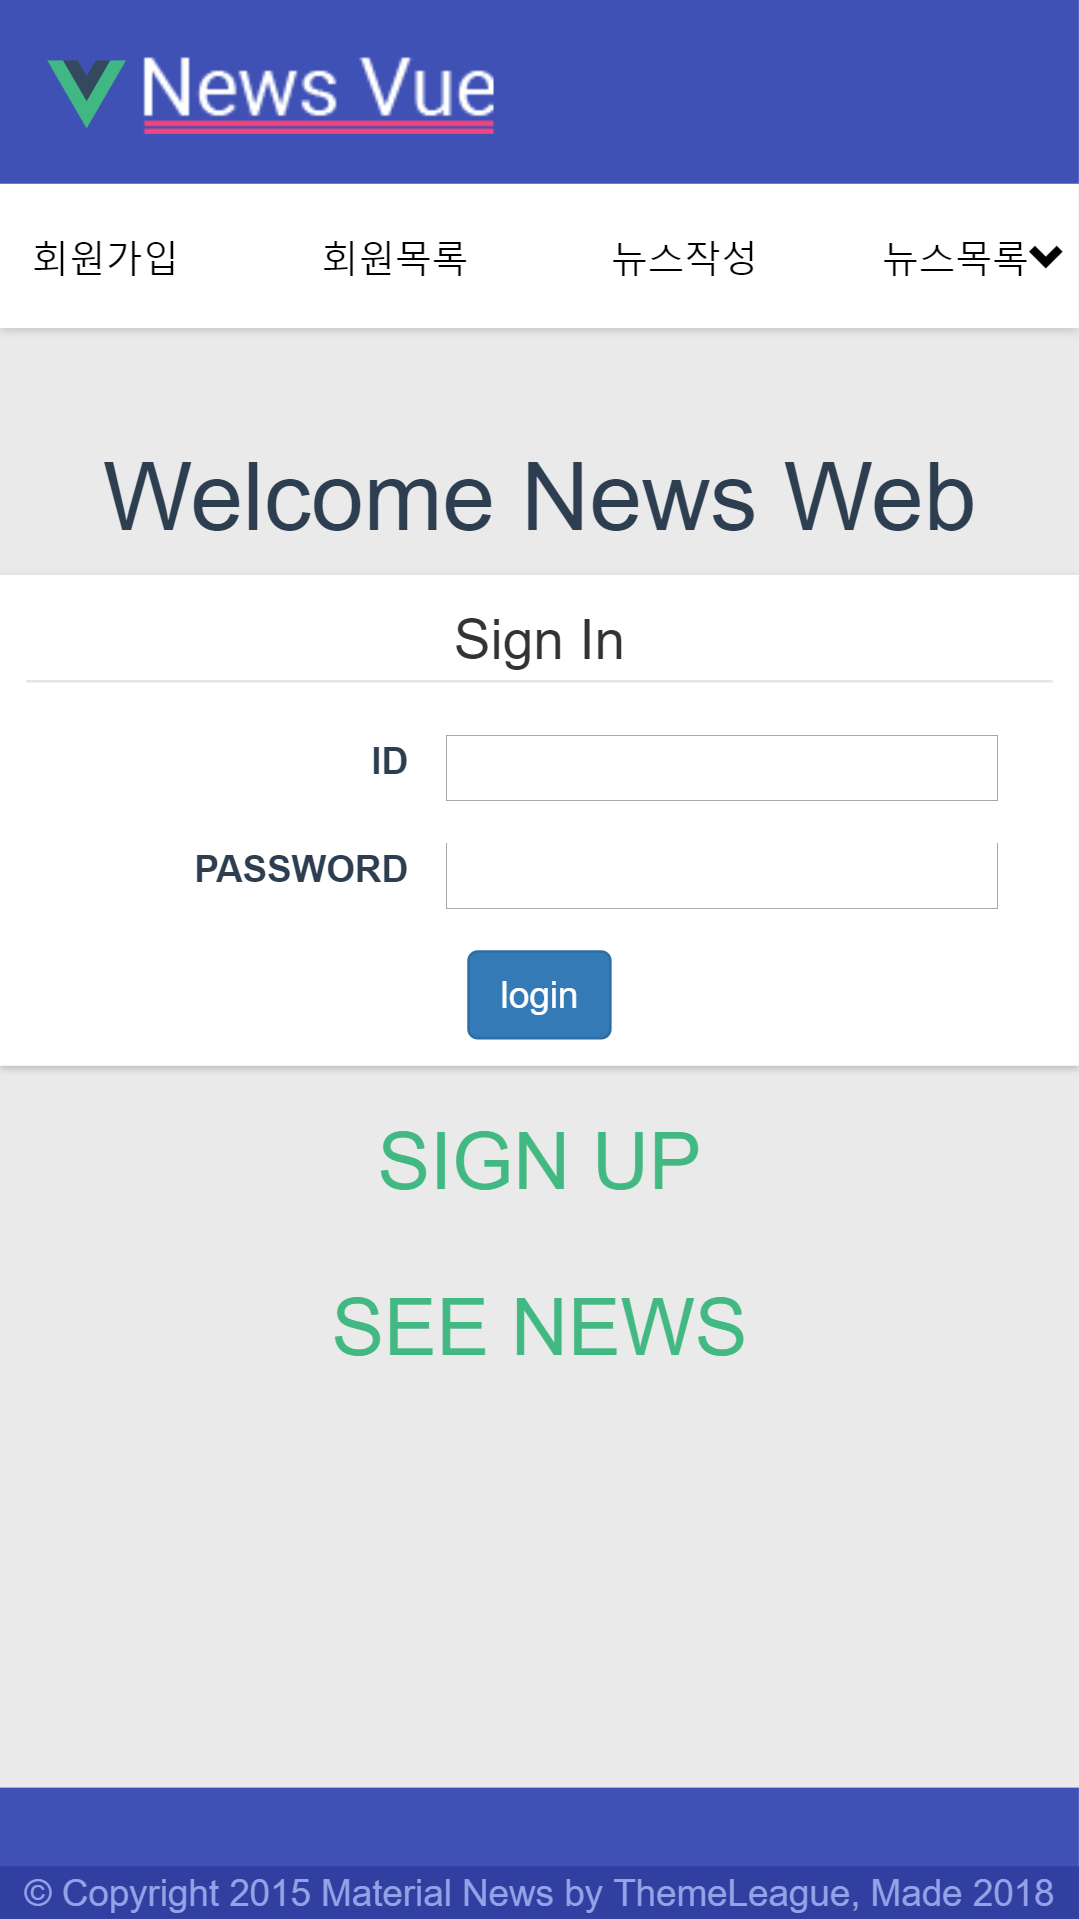 News Vue
회원가입 회원목록 뉴스작성 뉴스목록
Welcome News Web
Sign In
ID
PASSWORD
login
SIGN UP
SEE NEWS
© Copyright 2015 Material News by ThemeLeague, Made 2018